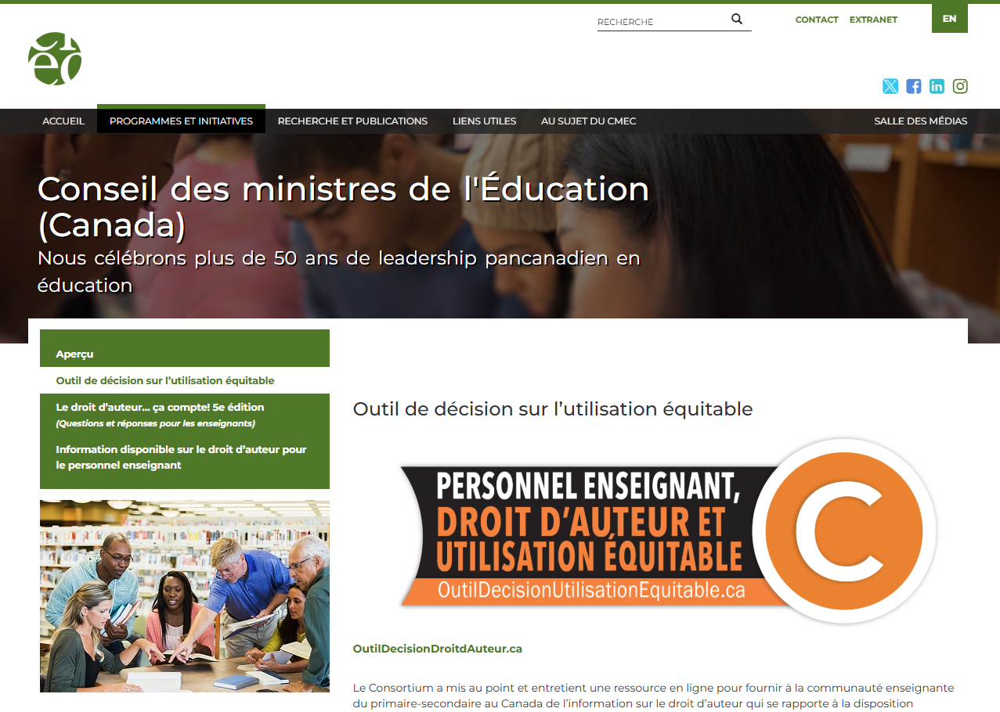 RECHERCHE
CONTACT
EXTRANET
EN
ACCUEIL
PROGRAMMES ET INITIATIVES
RECHERCHE ET PUBLICATIONS
LIENS UTILES
AU SUJET DU CMEC
SALLE DES MÉDIAS
Conseil des ministres de l'Éducation
(Canada)
Nous célébrons plus de 50 ans de leadership pancanadien en
éducation
Aperçu
Outil de décision sur l’utilisation équitable
Le droit d’auteur… ça compte! 5e édition
(Questions et réponses pour les enseignants)
Information disponible sur le droit d’auteur pour
le personnel enseignant
Outil de décision sur l’utilisation équitable
PERSONNEL ENSEIGNANT,
DROIT D’AUTEUR ET
UTILISATION ÉQUITABLE
OutilDecisionUtilisationEquitable.ca
C
OutilDecisionDroitdAuteur.ca
Le Consortium a mis au point et entretient une ressource en ligne pour fournir à la communauté enseignante
du primaire-secondaire au Canada de l’information sur le droit d’auteur qui se rapporte à la disposition